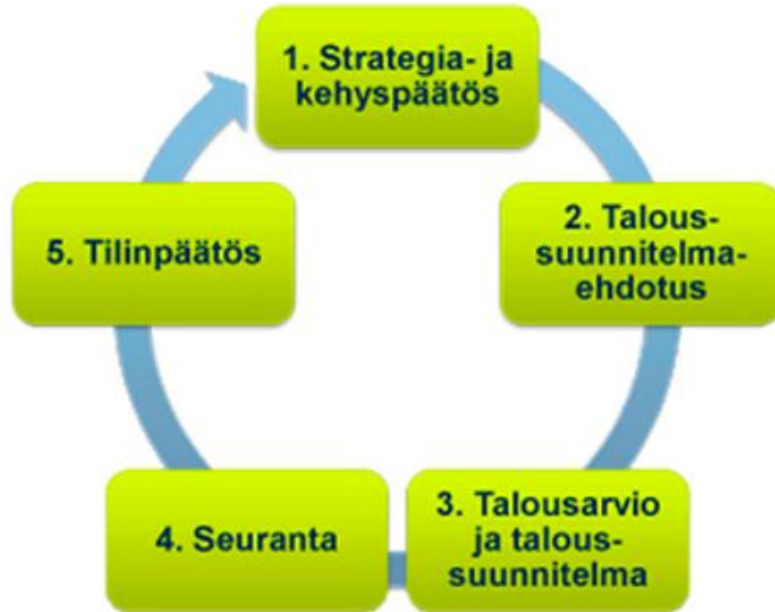 1. Strategia- ja
kehyspäätös
2. Talous-
suunnitelma-
ehdotus
3. Talousarvio
ja talous-
suunnitelma
4. Seuranta
5. Tilinpäätös